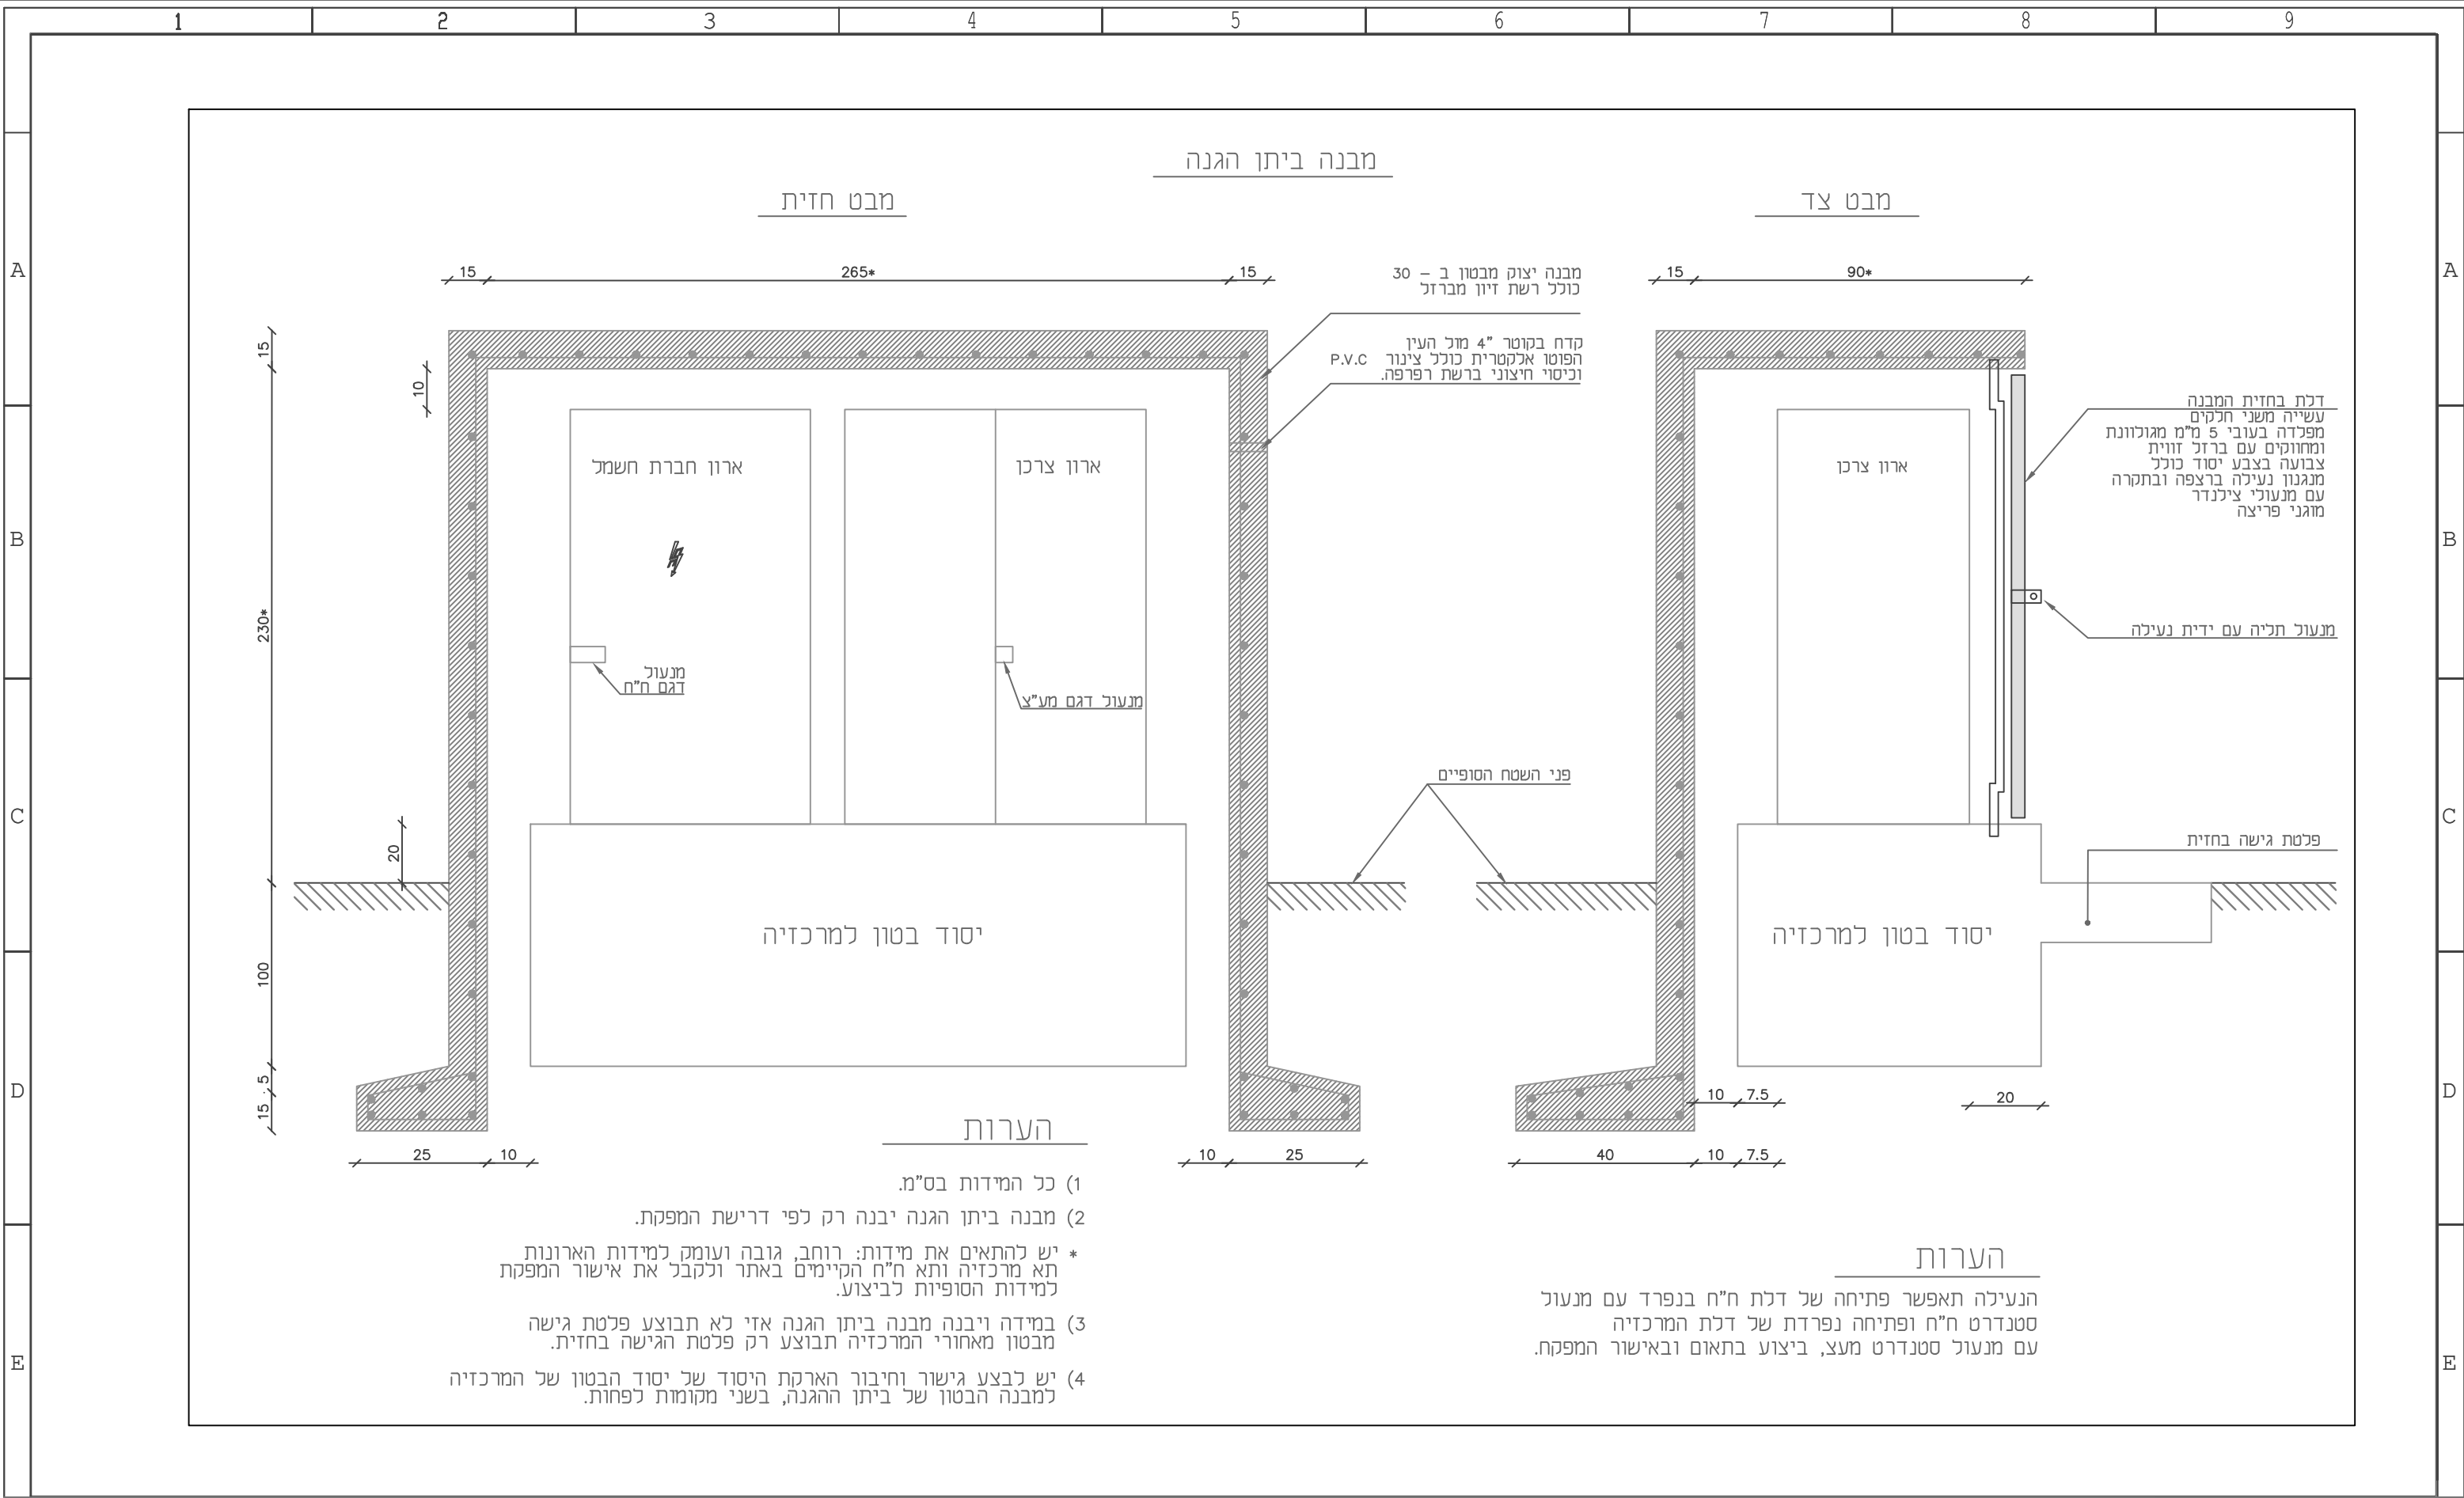 1 2 3 4 5 6 7 8 9
מבנה ביתן הגנה
מבט חזית
מבט צד
15 265* 15
15 90*
מבנה יצוק מבטון ב - 30
כולל רשת זיון מברזל
קדח בקוטר "4 מול העין
הפוטו אלקטרית כולל צינור P.V.C
וכיסוי חיצוני ברשת רפרפה.
A
A
15
10
דלת בחזית המבנה
עשייה משני חלקים
מפלדה בעובי 5 מ"מ מגולוונת
ומחווקים עם ברזל זווית
צבועה בצבע יסוד כולל
מנגנון נעילה ברצפה ובתקרה
עם מנעולי צילנדר
מוגני פריצה
ארון חברת חשמל
ארון צרכן
ארון צרכן
B
B
230*
מנעול תליה עם ידית נעילה
מנעול
דגם ח"ח
מנעול דגם מע"צ
פני השטח הסופיים
C
C
20
פלטת גישה בחזית
יסוד בטון למרכזיה
יסוד בטון למרכזיה
100
5
15
D
D
10 7.5
20
25 10
10 25
40 10 7.5
הערות
1) כל המידות בס"מ.
2) מבנה ביתן הגנה יבנה רק לפי דרישת המפקח.
* יש להתאים את מידות: רוחב, גובה ועומק למידות הארונות
תא מרכזיה ותא ח"ח הקיימים באתר ולקבל את אישור המפקח
למידות הסופיות לביצוע.
3) במידה ויבנה מבנה ביתן הגנה אזי לא תבוצע פלטת גישה
מבטון מאחורי המרכזיה תבוצע רק פלטת הגישה בחזית.
4) יש לבצע גישור וחיבור הארקת היסוד של יסוד הבטון של המרכזיה
למבנה הבטון של ביתן ההגנה, בשני מקומות לפחות.
הערות
הנעילה תאפשר פתיחה של דלת ח"ח בנפרד עם מנעול
סטנדרט ח"ח ופתיחה נפרדת של דלת המרכזיה
עם מנעול סטנדרט מעצ, ביצוע בתאום ובאישור המפקח.
E
E